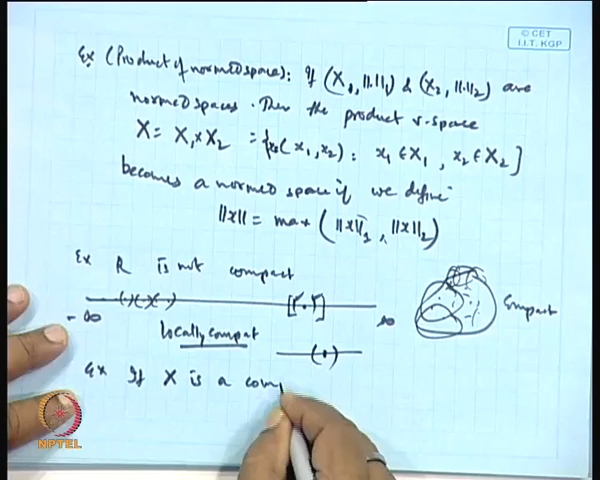 © CET
I.I.T. KGP
Ex (Product of normed spaces): If (X₁, ||.||₁) & (X₂, ||.||₂) are
normed spaces. Then the product v-space
X = X₁ × X₂ = {x=(x₁, x₂) : x₁ ∈ X₁, x₂ ∈ X₂}
becomes a normed space if we define
||x|| = max (||x||₁, ||x||₂)
Ex R is not compact
-∞ ∞
Compact
locally compact
Ex If X is a com
NPTEL